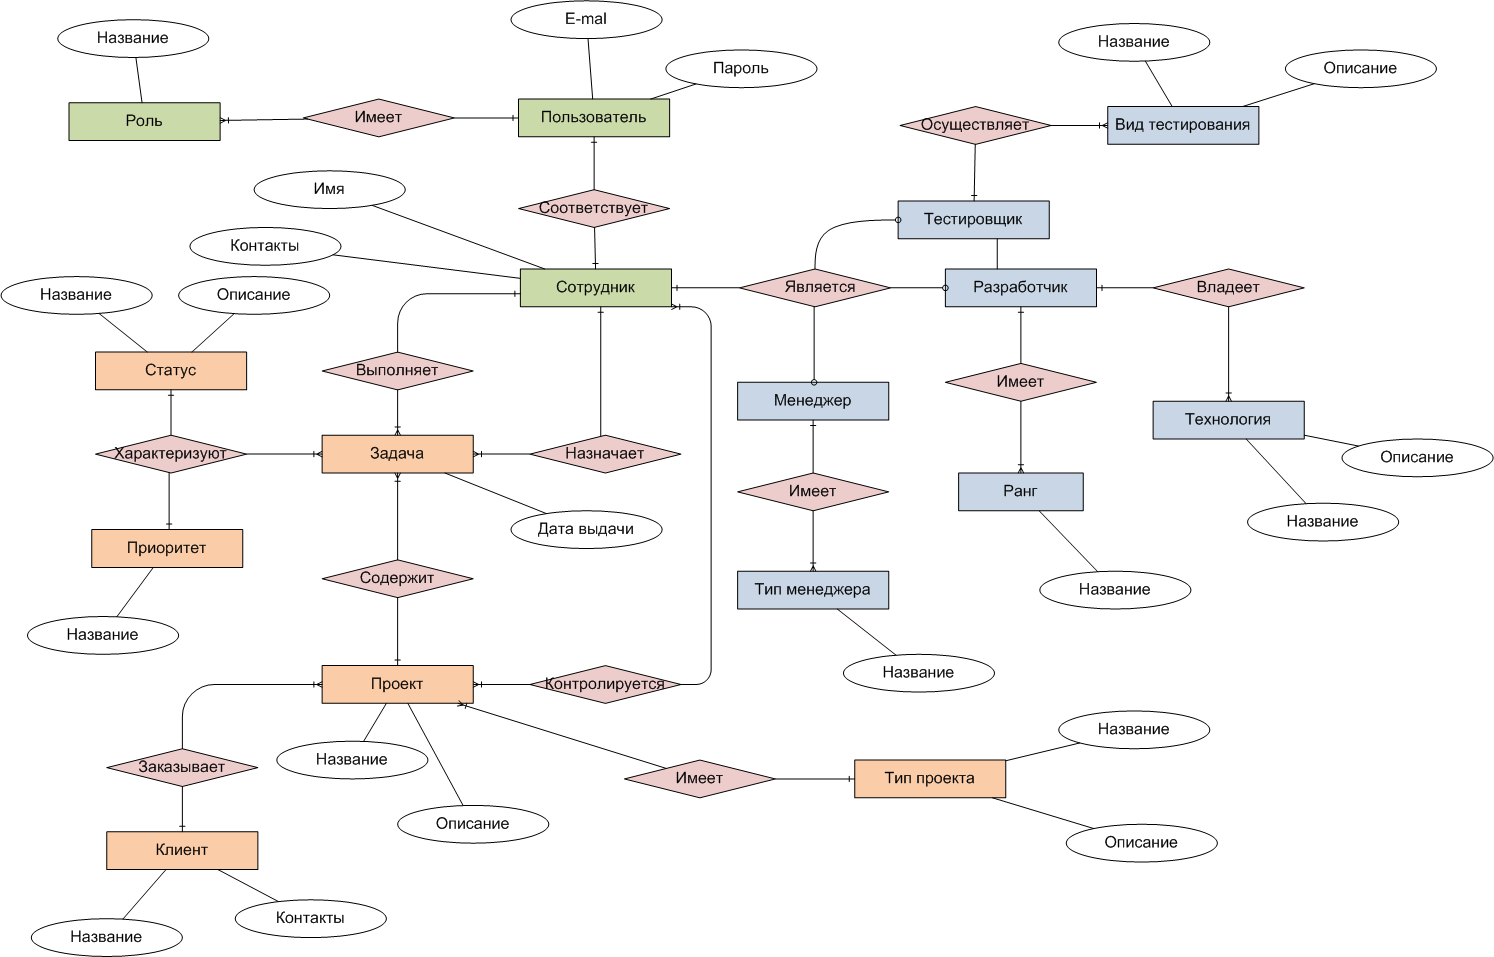 E-mal
Название
Пароль
Название
Описание
Роль
Имеет
Пользователь
Осуществляет
Вид тестирования
Имя
Соответствует
Тестировщик
Контакты
Название
Описание
Сотрудник
Является
Разработчик
Владеет
Статус
Выполняет
Имеет
Менеджер
Технология
Характеризуют
Задача
Назначает
Описание
Имеет
Ранг
Дата выдачи
Название
Приоритет
Содержит
Тип менеджера
Название
Название
Название
Проект
Контролируется
Название
Название
Заказывает
Имеет
Тип проекта
Описание
Описание
Клиент
Название
Контакты